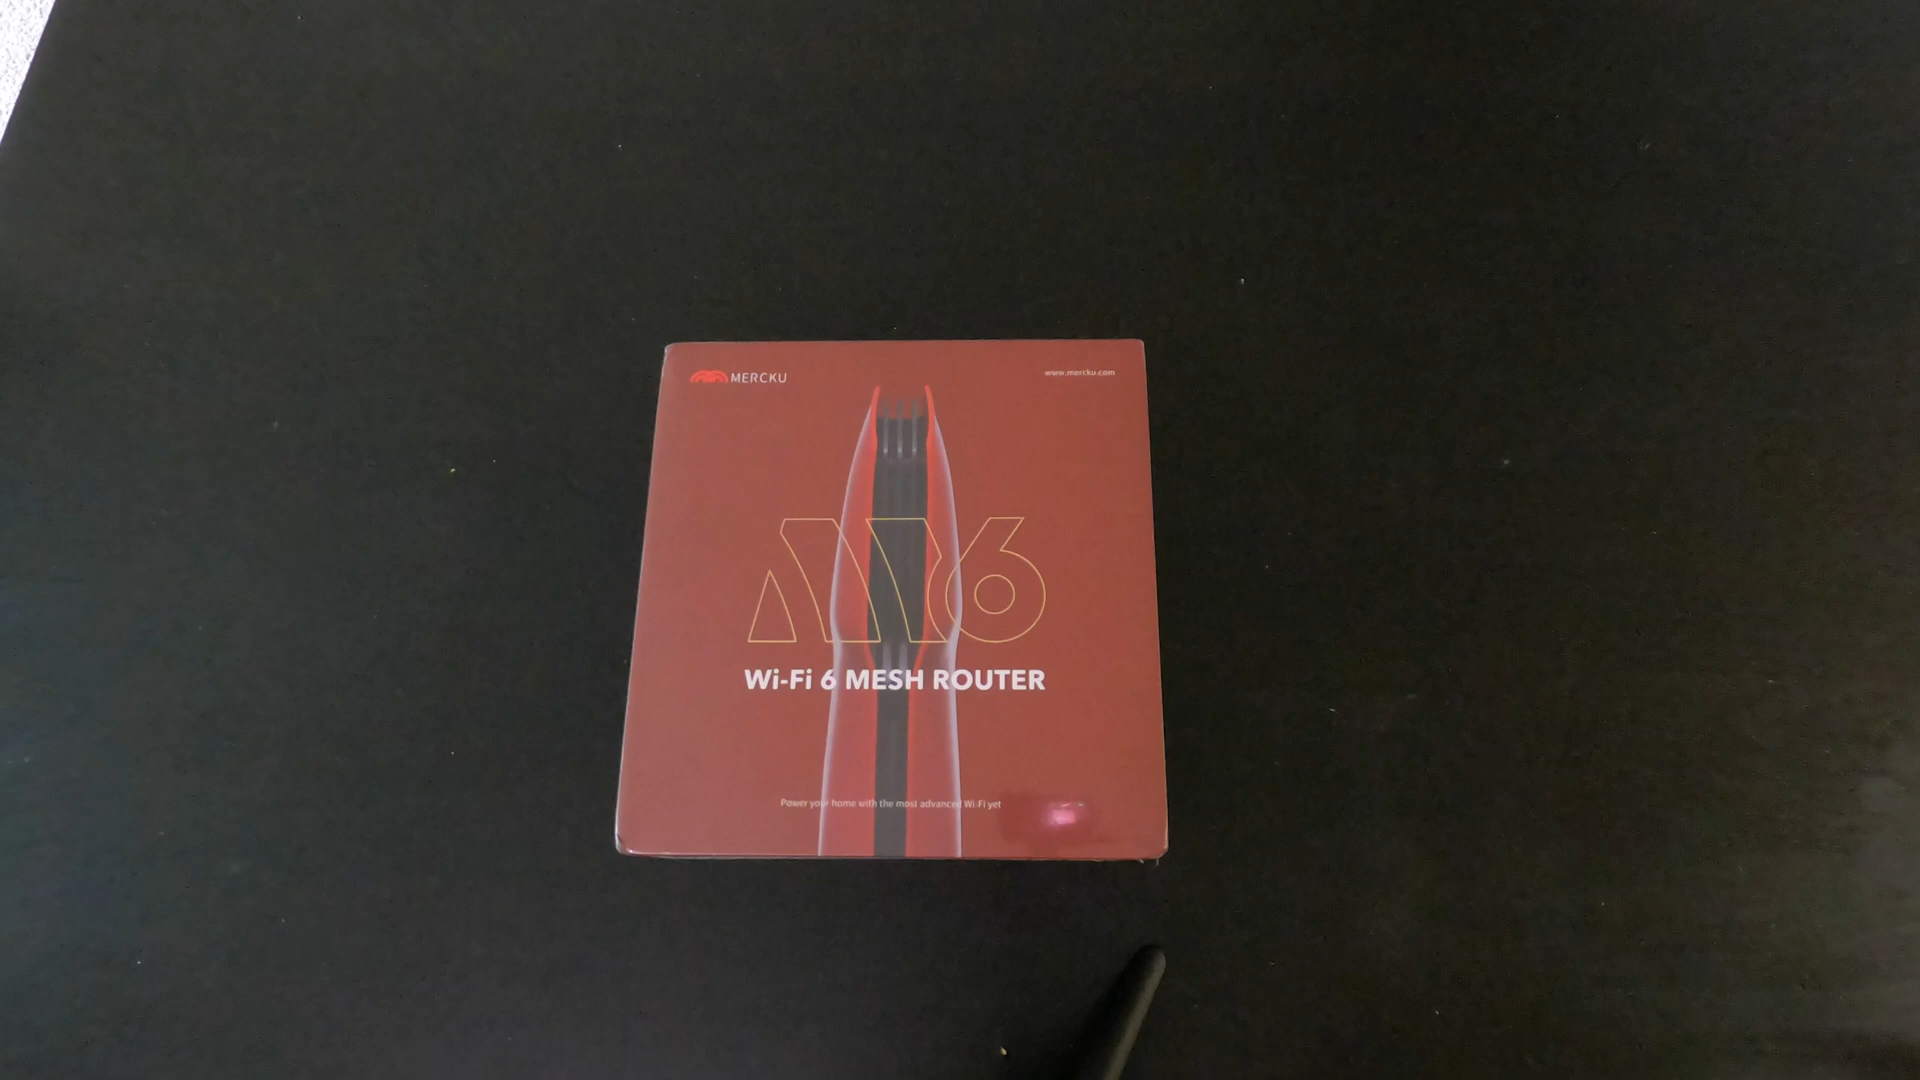 MERCKU
www.mercku.com
M6
Wi-Fi 6 MESH ROUTER
Power your home with the most advanced Wi-Fi yet